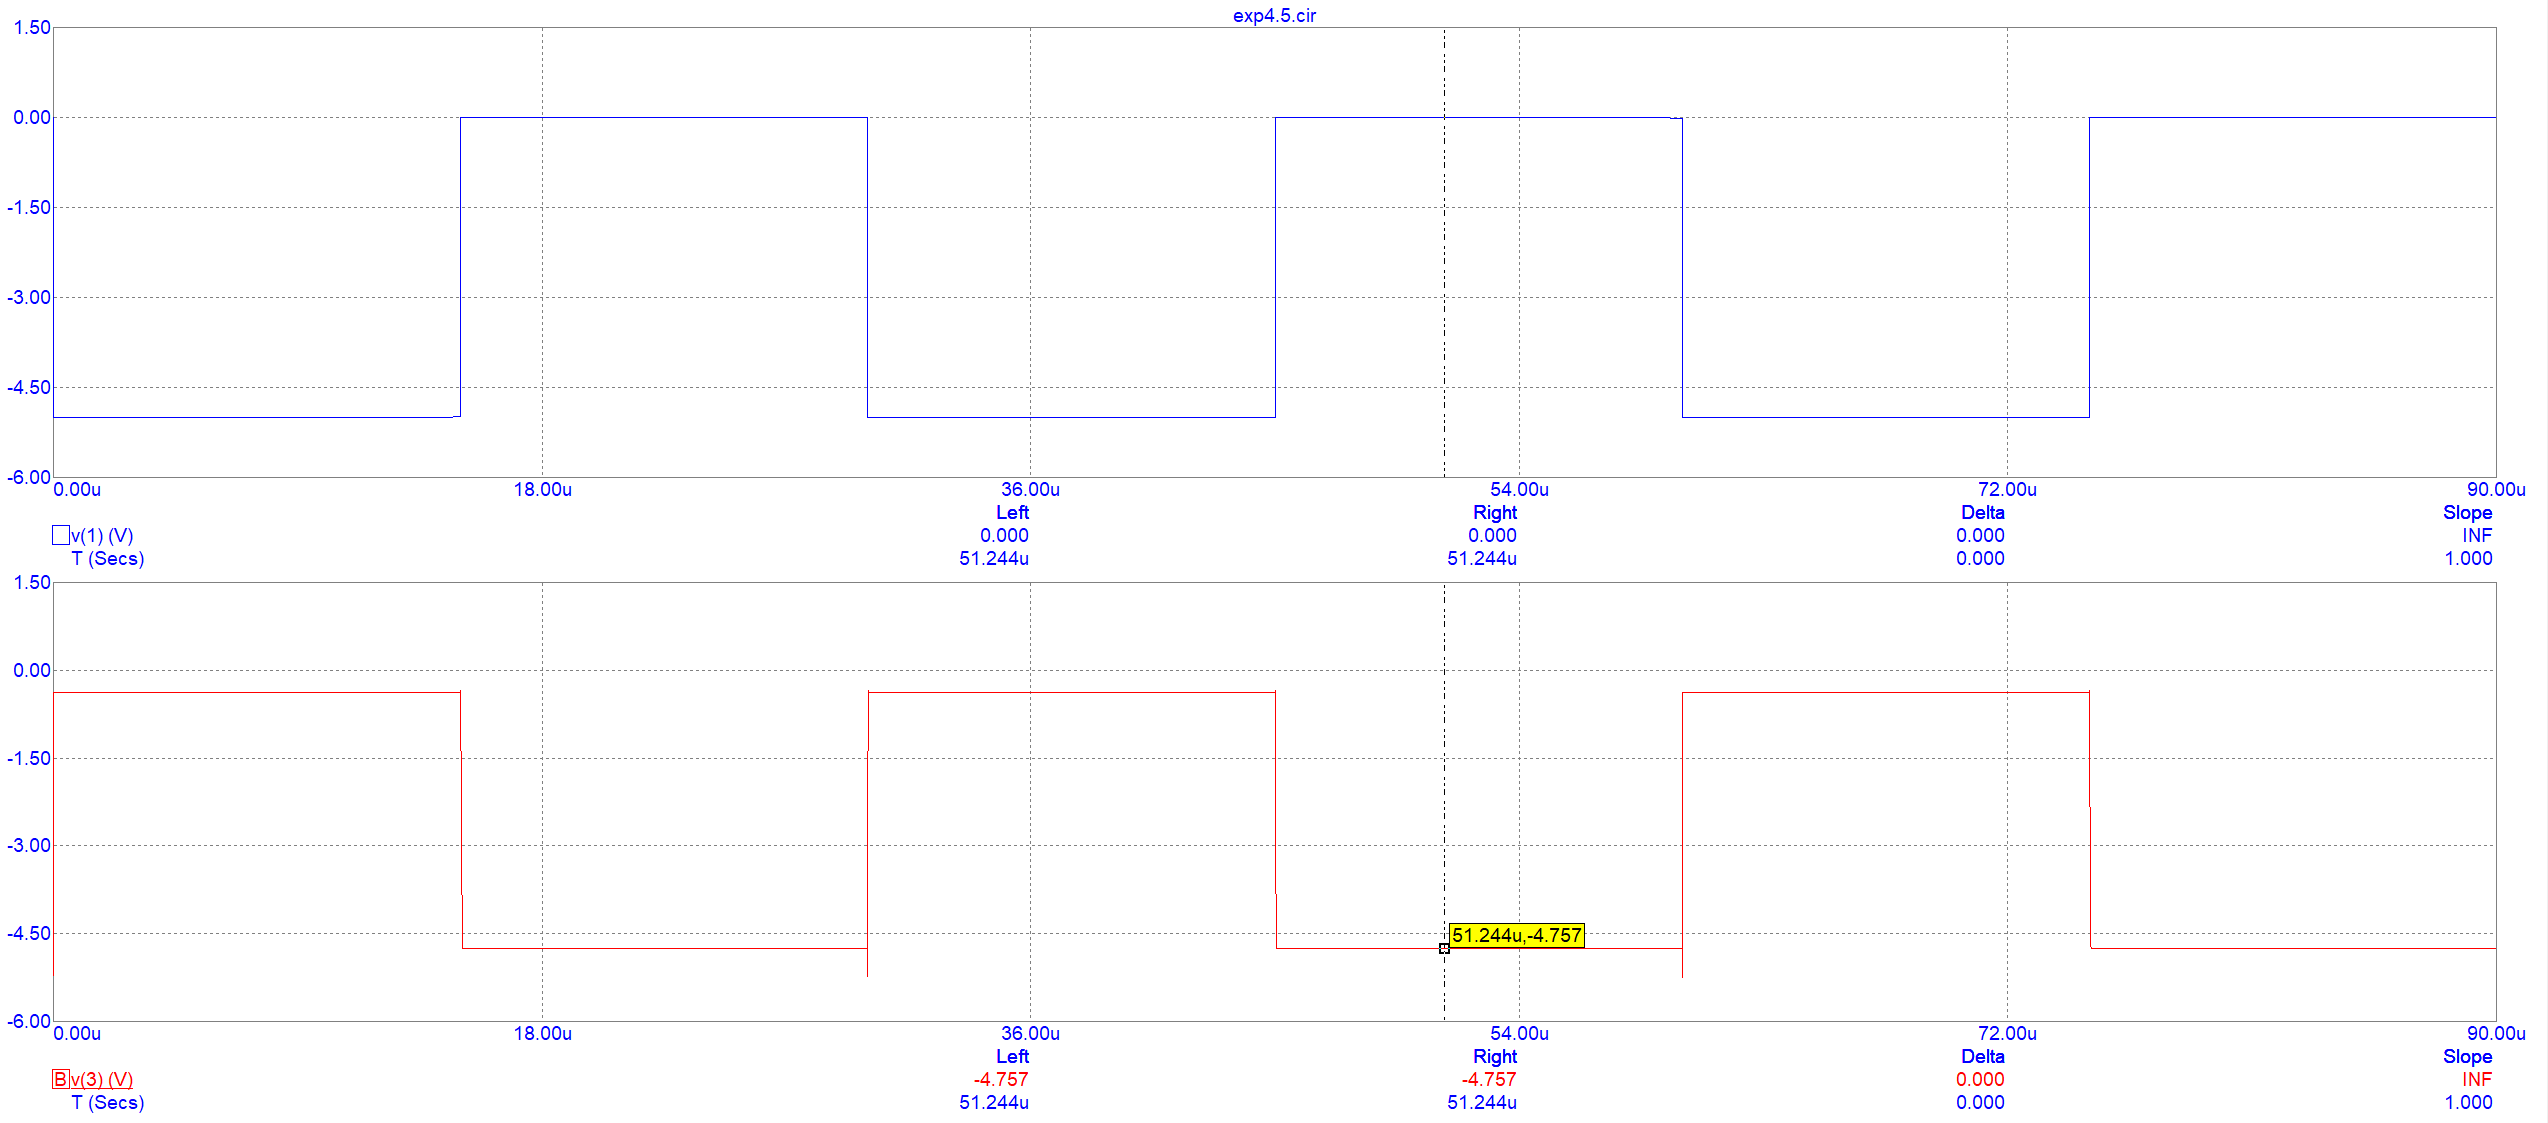 exp4.5.cir
1.50
0.00
-1.50
-3.00
-4.50
-6.00
0.00u 18.00u 36.00u 54.00u 72.00u 90.00u
Left Right Delta Slope
v(1) (V) 0.000 0.000 0.000 INF
T (Secs) 51.244u 51.244u 0.000 1.000
1.50
0.00
-1.50
-3.00
-4.50
51.244u,-4.757
-6.00
0.00u 18.00u 36.00u 54.00u 72.00u 90.00u
Left Right Delta Slope
B v(3) (V) -4.757 -4.757 0.000 INF
T (Secs) 51.244u 51.244u 0.000 1.000